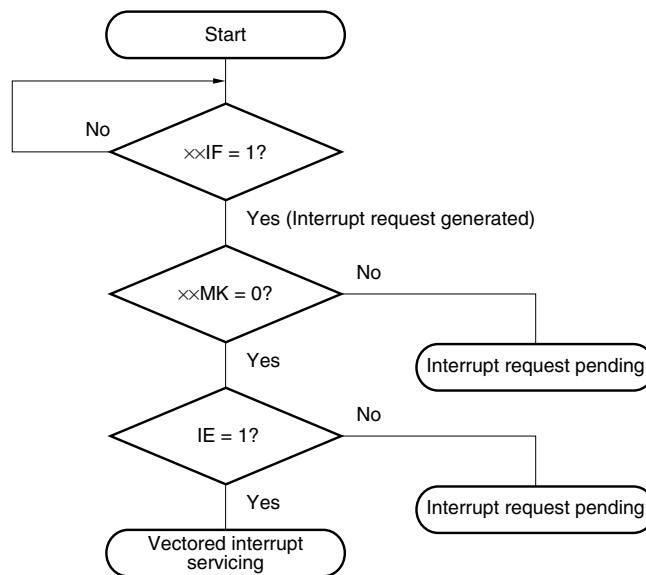 Start
No
××IF = 1?
Yes (Interrupt request generated)
No
××MK = 0?
Yes
Interrupt request pending
No
IE = 1?
Yes
Interrupt request pending
Vectored interrupt
servicing